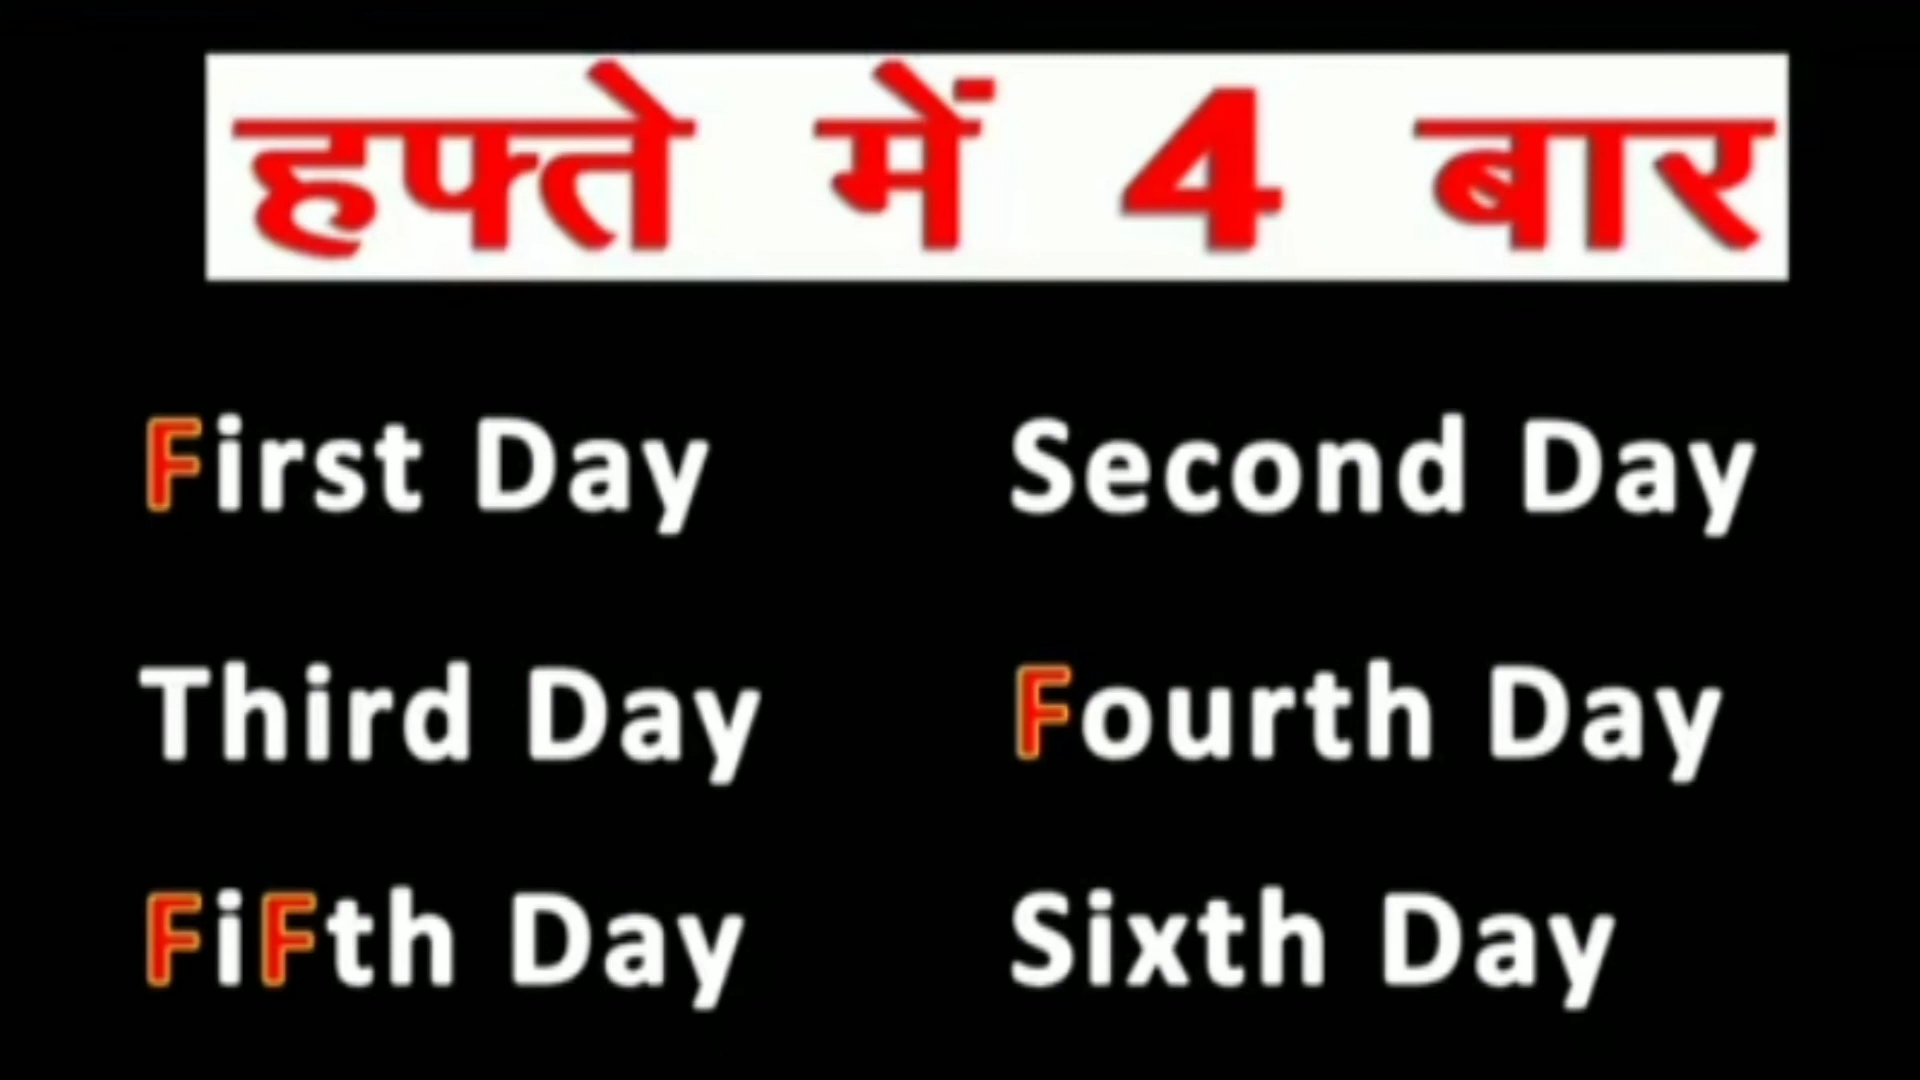 हफ्ते में 4 बार
First Day Second Day
Third Day Fourth Day
FiFth Day Sixth Day